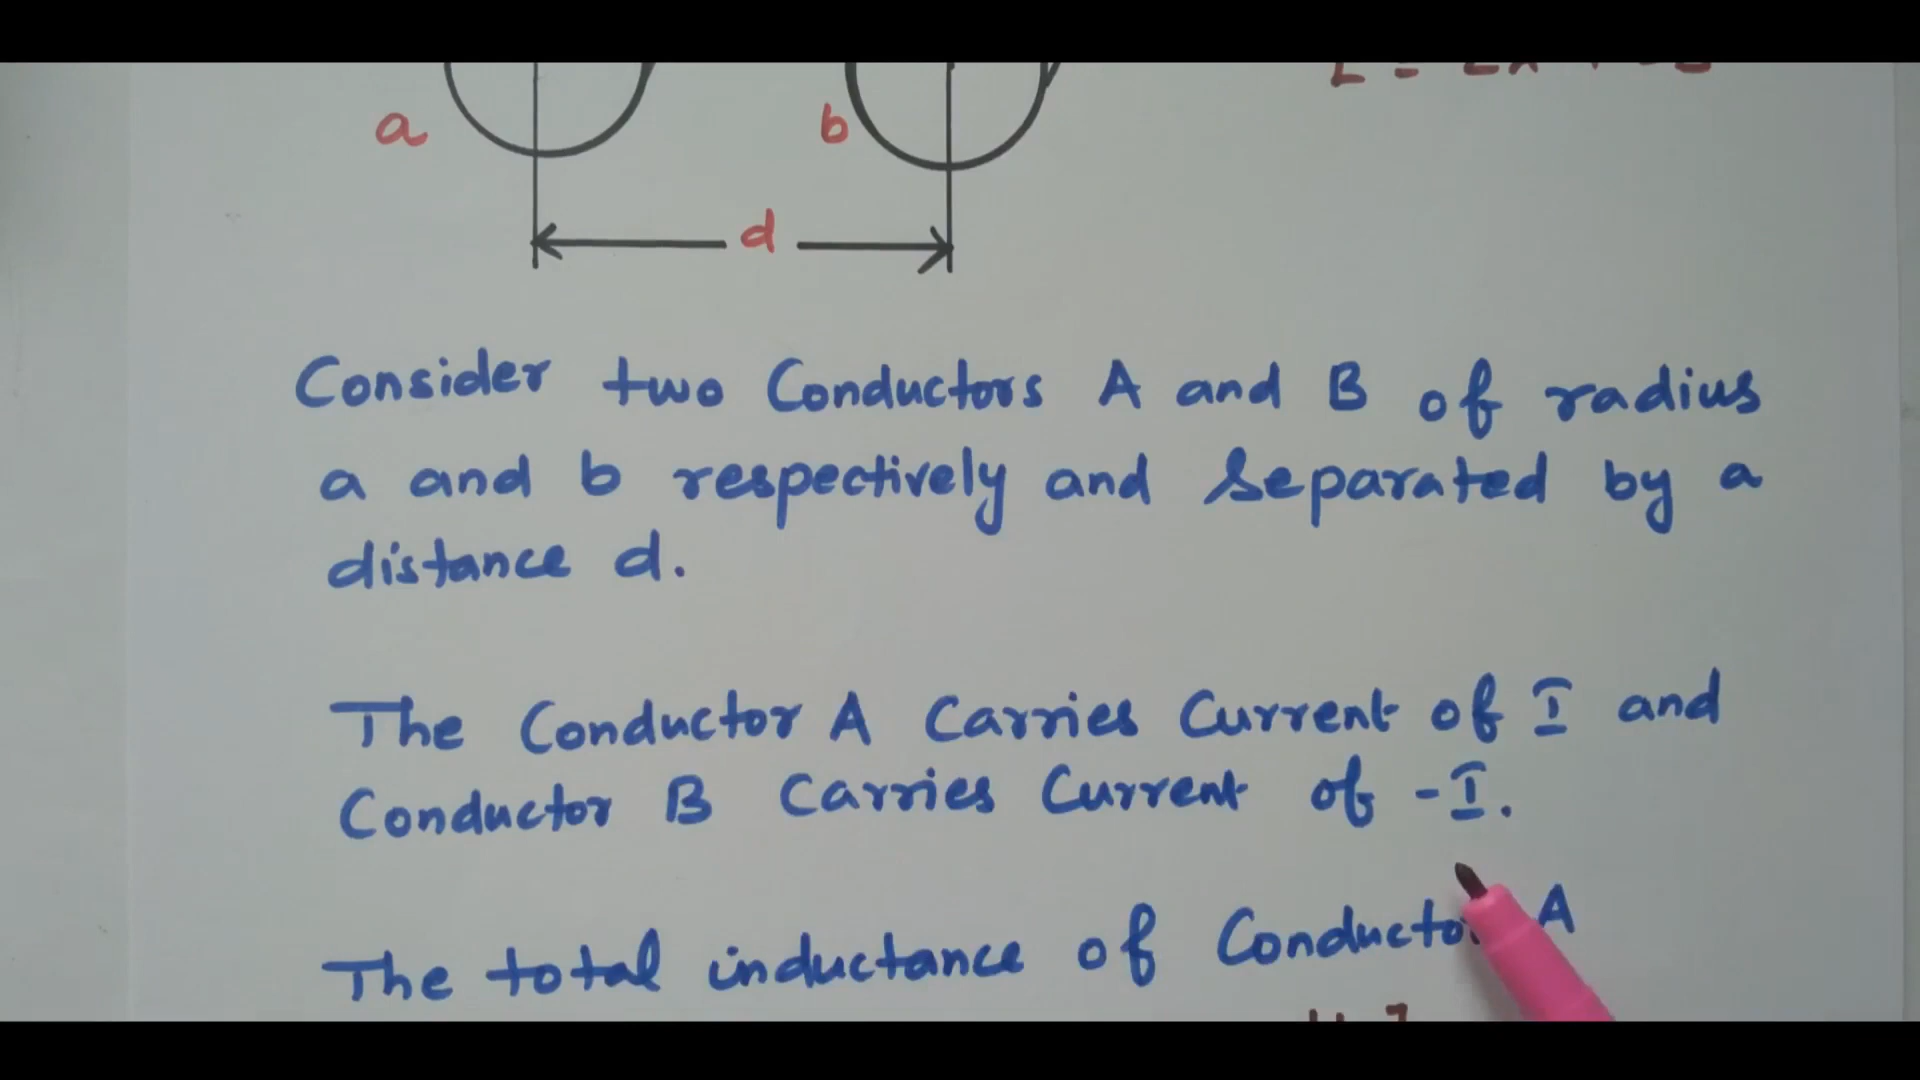 a b
d
Consider two Conductors A and B of radius
a and b respectively and Separated by a
distance d.
The Conductor A Carries Current of I and
Conductor B Carries Current of -I.
The total inductance of Conductor A